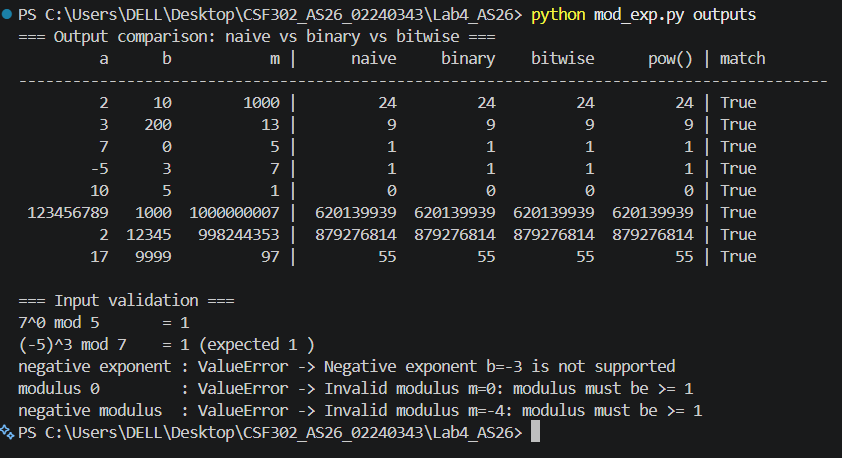 PS C:\Users\DELL\Desktop\CSF302_AS26_02240343\Lab4_AS26> python mod_exp.py outputs
=== Output comparison: naive vs binary vs bitwise ===
         a      b          m |      naive     binary    bitwise      pow() | match
---------------------------------------------------------------------------------
         2     10       1000 |         24         24         24         24 | True
         3    200         13 |          9          9          9          9 | True
         7      0          5 |          1          1          1          1 | True
        -5      3          7 |          1          1          1          1 | True
        10      5          1 |          0          0          0          0 | True
 123456789   1000 1000000007 |  620139939  620139939  620139939  620139939 | True
         2  12345  998244353 |  879276814  879276814  879276814  879276814 | True
        17   9999         97 |         55         55         55         55 | True
=== Input validation ===
7^0 mod 5       = 1
(-5)^3 mod 7    = 1 (expected 1 )
negative exponent : ValueError -> Negative exponent b=-3 is not supported
modulus 0         : ValueError -> Invalid modulus m=0: modulus must be >= 1
negative modulus  : ValueError -> Invalid modulus m=-4: modulus must be >= 1
PS C:\Users\DELL\Desktop\CSF302_AS26_02240343\Lab4_AS26>